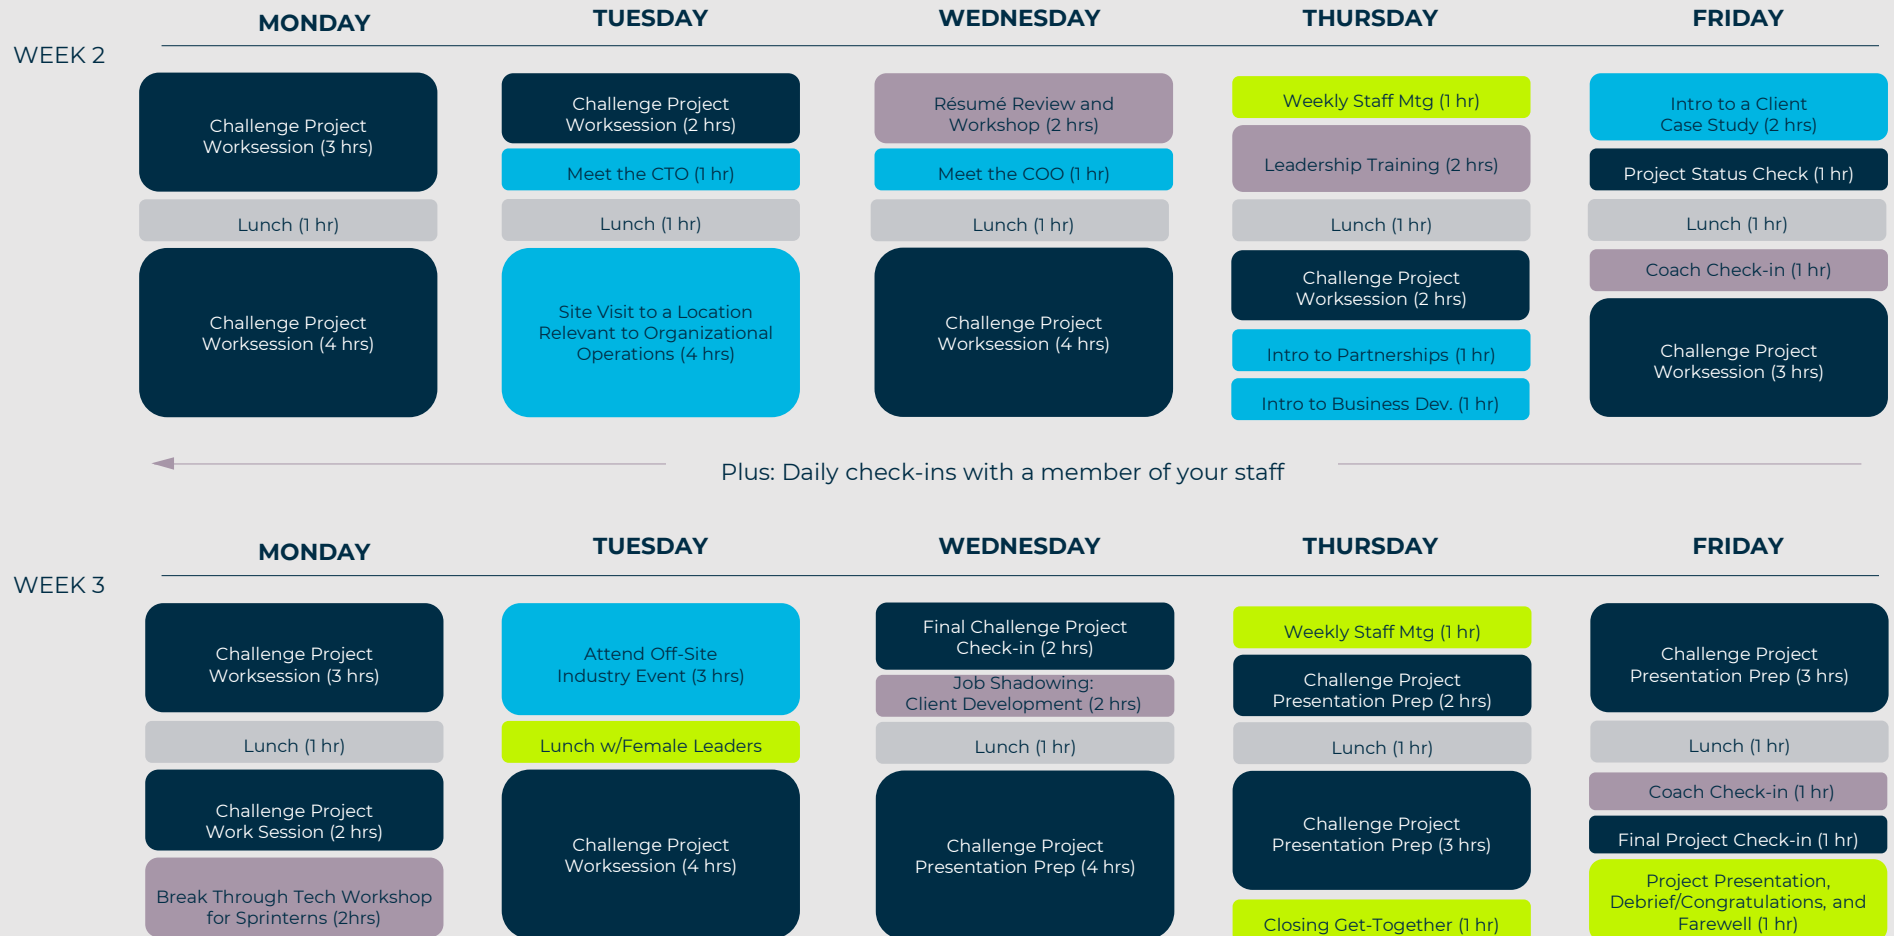 MONDAY
TUESDAY
WEDNESDAY
THURSDAY
FRIDAY
WEEK 2
Challenge Project
Worksession (3 hrs)
Lunch (1 hr)
Challenge Project
Worksession (4 hrs)
Challenge Project
Worksession (2 hrs)
Meet the CTO (1 hr)
Lunch (1 hr)
Site Visit to a Location
Relevant to Organizational
Operations (4 hrs)
Résumé Review and
Workshop (2 hrs)
Meet the COO (1 hr)
Lunch (1 hr)
Challenge Project
Worksession (4 hrs)
Weekly Staff Mtg (1 hr)
Leadership Training (2 hrs)
Lunch (1 hr)
Challenge Project
Worksession (2 hrs)
Intro to Partnerships (1 hr)
Intro to Business Dev. (1 hr)
Intro to a Client
Case Study (2 hrs)
Project Status Check (1 hr)
Lunch (1 hr)
Coach Check-in (1 hr)
Challenge Project
Worksession (3 hrs)
Plus: Daily check-ins with a member of your staff
MONDAY
TUESDAY
WEDNESDAY
THURSDAY
FRIDAY
WEEK 3
Challenge Project
Worksession (3 hrs)
Lunch (1 hr)
Challenge Project
Work Session (2 hrs)
Break Through Tech Workshop
for Sprinterns (2hrs)
Attend Off-Site
Industry Event (3 hrs)
Lunch w/Female Leaders
Challenge Project
Worksession (4 hrs)
Final Challenge Project
Check-in (2 hrs)
Job Shadowing:
Client Development (2 hrs)
Lunch (1 hr)
Challenge Project
Presentation Prep (4 hrs)
Weekly Staff Mtg (1 hr)
Challenge Project
Presentation Prep (2 hrs)
Lunch (1 hr)
Challenge Project
Presentation Prep (3 hrs)
Closing Get-Together (1 hr)
Challenge Project
Presentation Prep (3 hrs)
Lunch (1 hr)
Coach Check-in (1 hr)
Final Project Check-in (1 hr)
Project Presentation,
Debrief/Congratulations, and
Farewell (1 hr)